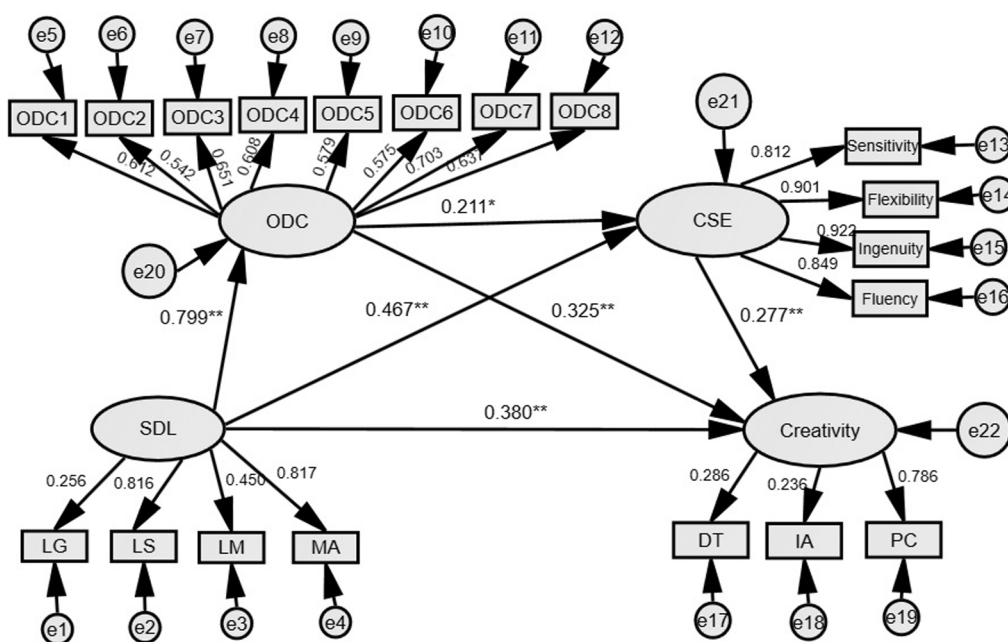 e5
e6
e7
e8
e9
e10
e11
e12
ODC1
ODC2
ODC3
ODC4
ODC5
ODC6
ODC7
ODC8
e21
0.612
0.542
0.651
0.608
0.579
0.575
0.703
0.637
0.812
Sensitivity
e13
ODC
0.211*
CSE
0.901
Flexibility
e14
0.922
Ingenuity
e15
e20
0.849
Fluency
e16
0.799**
0.467**
0.325**
0.277**
SDL
0.380**
Creativity
e22
0.256
0.816
0.450
0.817
0.286
0.236
0.786
LG
LS
LM
MA
DT
IA
PC
e1
e2
e3
e4
e17
e18
e19